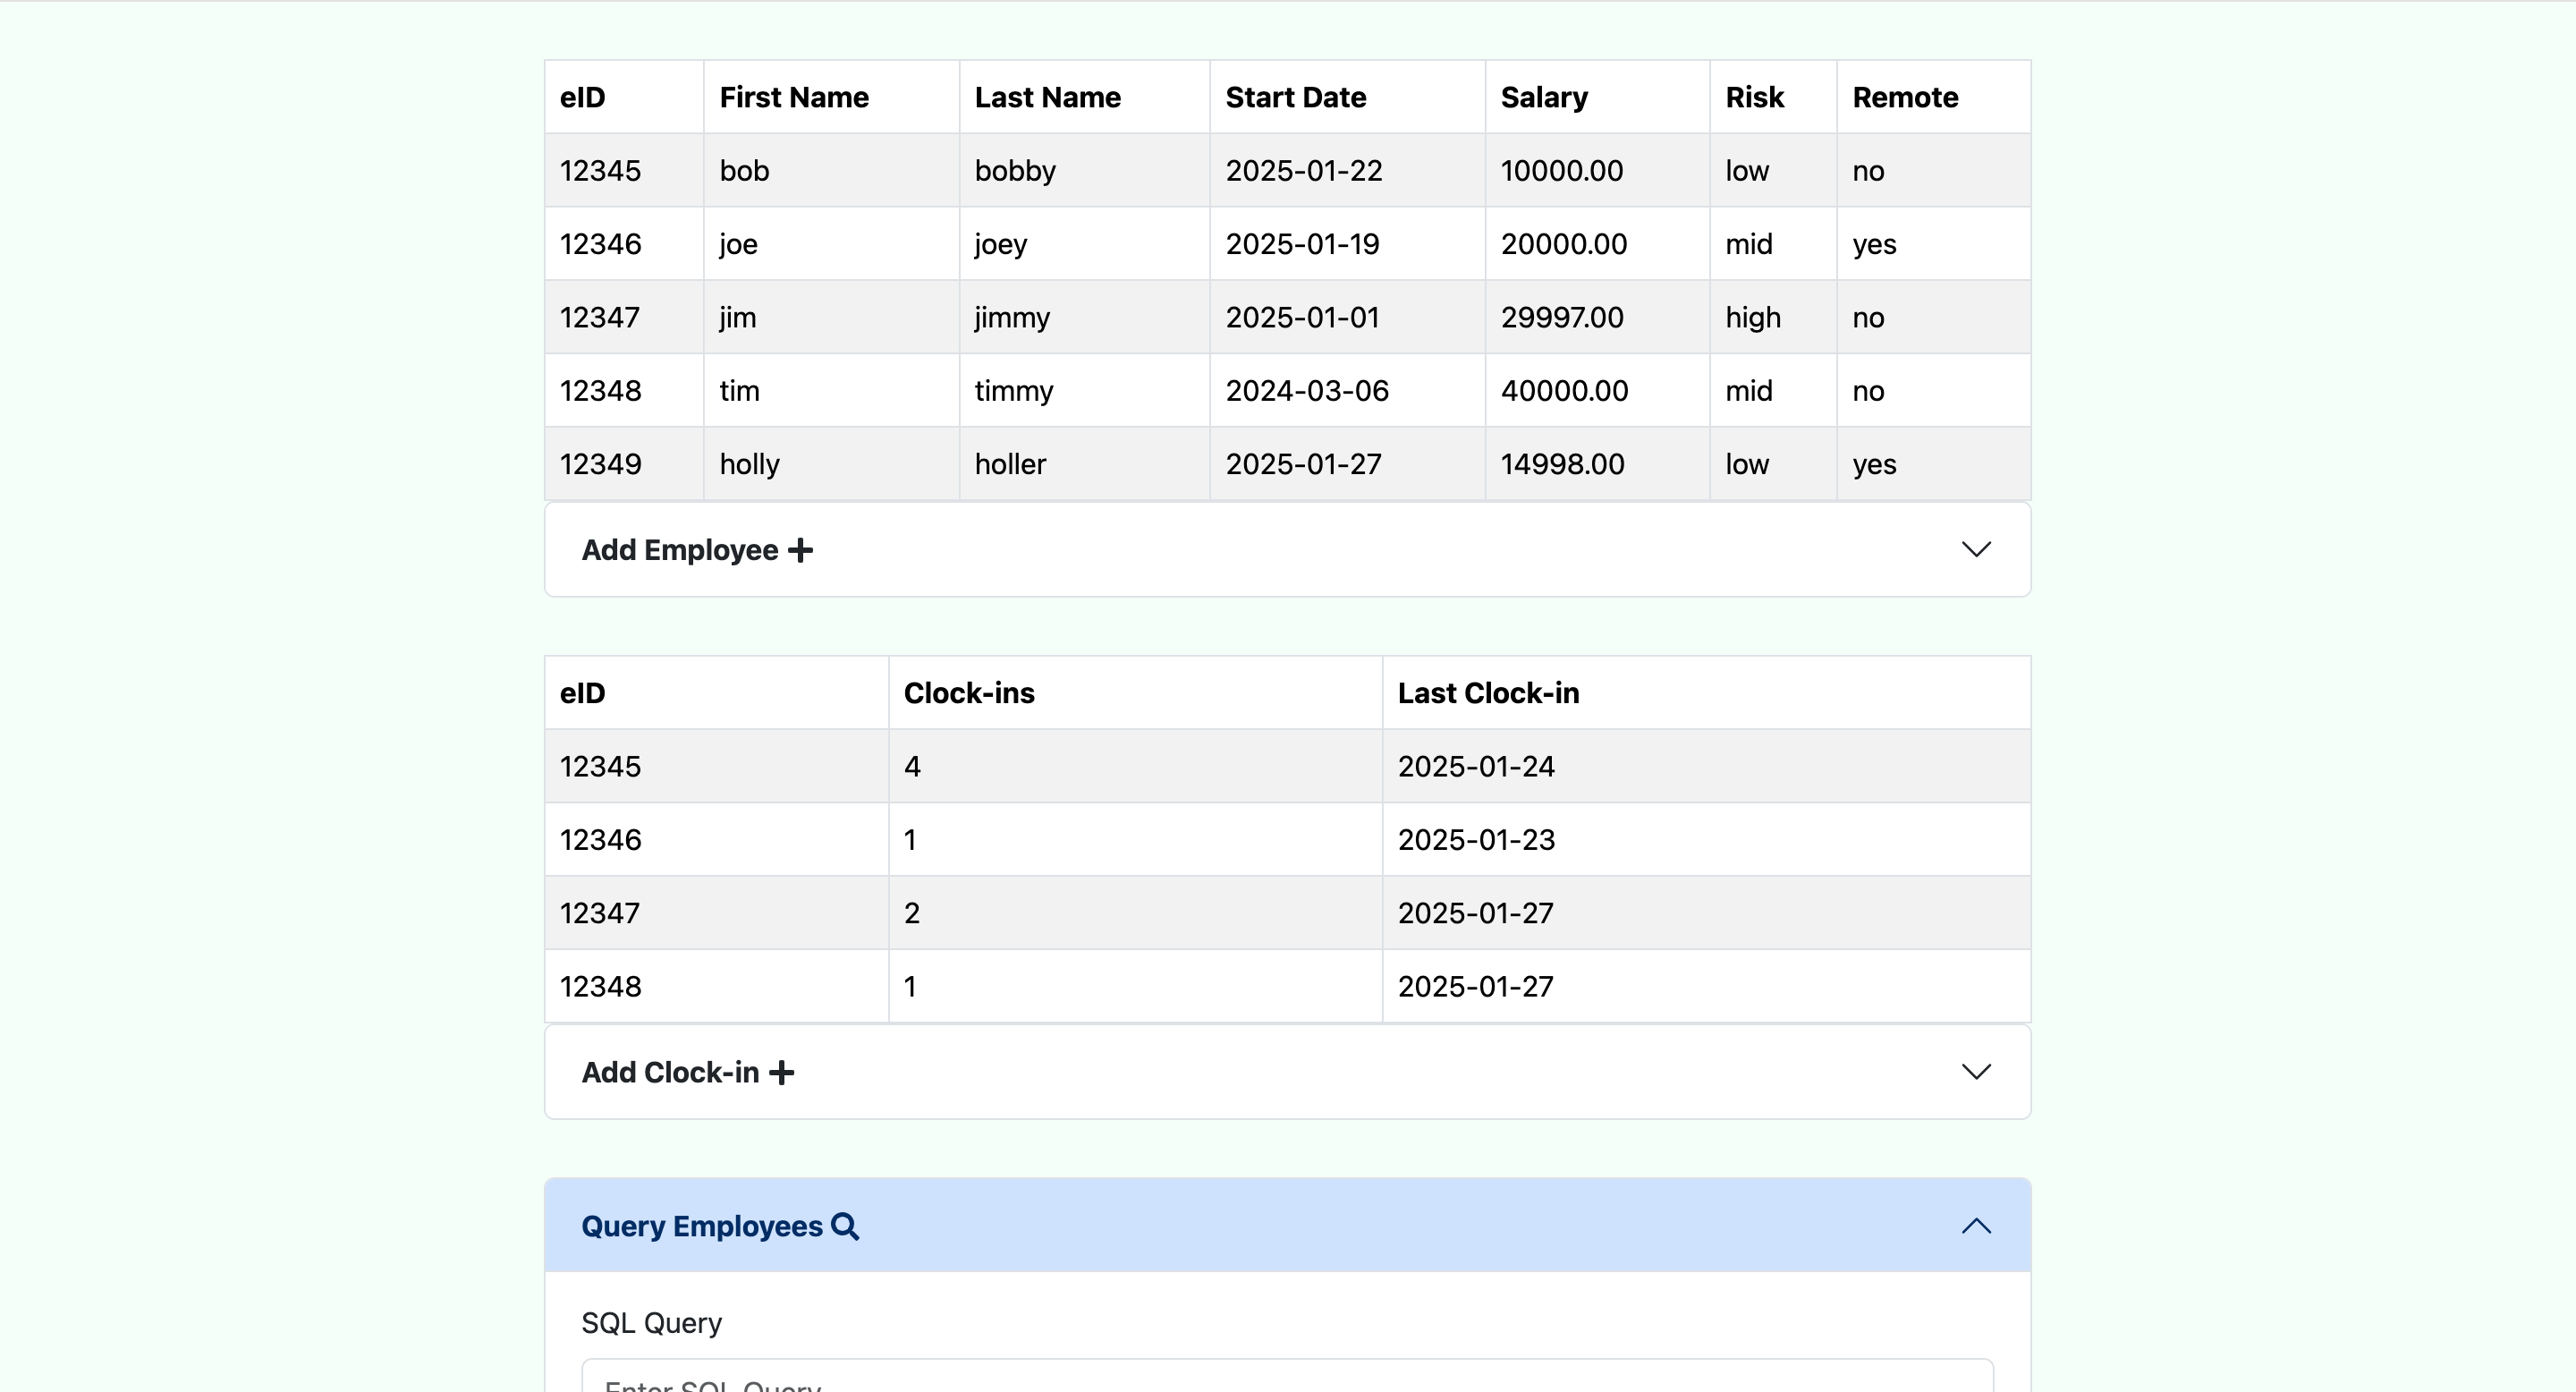 eID First Name Last Name Start Date Salary Risk Remote
12345 bob bobby 2025-01-22 10000.00 low no
12346 joe joey 2025-01-19 20000.00 mid yes
12347 jim jimmy 2025-01-01 29997.00 high no
12348 tim timmy 2024-03-06 40000.00 mid no
12349 holly holler 2025-01-27 14998.00 low yes
Add Employee
eID Clock-ins Last Clock-in
12345 4 2025-01-24
12346 1 2025-01-23
12347 2 2025-01-27
12348 1 2025-01-27
Add Clock-in
Query Employees
SQL Query
Enter SQL Query